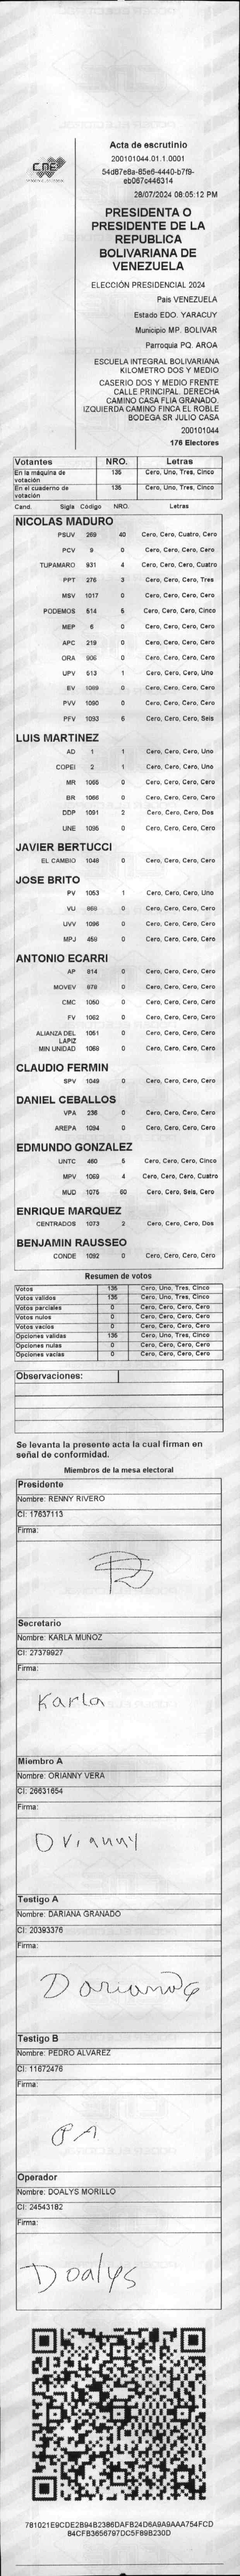 CNE
Acta de escrutinio
200101044.01.1.0001
54d87e8a-85e6-4440-b7f9-
eb067c446314
28/07/2024 08:05:12 PM
PRESIDENTA O
PRESIDENTE DE LA
REPUBLICA
BOLIVARIANA DE
VENEZUELA
ELECCIÓN PRESIDENCIAL 2024
Pais VENEZUELA
Estado EDO. YARACUY
Municipio MP. BOLIVAR
Parroquia PQ. AROA
ESCUELA INTEGRAL BOLIVARIANA
KILOMETRO DOS Y MEDIO
CASERIO DOS Y MEDIO FRENTE
CALLE PRINCIPAL. DERECHA
CAMINO CASA FLIA GRANADO.
IZQUIERDA CAMINO FINCA EL ROBLE
BODEGA SR JULIO CASA
200101044
176 Electores
Votantes NRO. Letras
En la máquina de votación 135 Cero, Uno, Tres, Cinco
En el cuaderno de votación 135 Cero, Uno, Tres, Cinco
Cand. Sigla Código NRO. Letras
NICOLAS MADURO
PSUV 269 40 Cero, Cero, Cuatro, Cero
PCV 9 0 Cero, Cero, Cero, Cero
TUPAMARO 931 4 Cero, Cero, Cero, Cuatro
PPT 276 3 Cero, Cero, Cero, Tres
MSV 1017 0 Cero, Cero, Cero, Cero
PODEMOS 514 5 Cero, Cero, Cero, Cinco
MEP 6 0 Cero, Cero, Cero, Cero
APC 219 0 Cero, Cero, Cero, Cero
ORA 906 0 Cero, Cero, Cero, Cero
UPV 513 1 Cero, Cero, Cero, Uno
EV 1089 0 Cero, Cero, Cero, Cero
PVV 1090 0 Cero, Cero, Cero, Cero
PFV 1093 6 Cero, Cero, Cero, Seis
LUIS MARTINEZ
AD 1 1 Cero, Cero, Cero, Uno
COPEI 2 1 Cero, Cero, Cero, Uno
MR 1065 0 Cero, Cero, Cero, Cero
BR 1066 0 Cero, Cero, Cero, Cero
DDP 1091 2 Cero, Cero, Cero, Dos
UNE 1095 0 Cero, Cero, Cero, Cero
JAVIER BERTUCCI
EL CAMBIO 1048 0 Cero, Cero, Cero, Cero
JOSE BRITO
PV 1053 1 Cero, Cero, Cero, Uno
VU 868 0 Cero, Cero, Cero, Cero
UVV 1096 0 Cero, Cero, Cero, Cero
MPJ 458 0 Cero, Cero, Cero, Cero
ANTONIO ECARRI
AP 814 0 Cero, Cero, Cero, Cero
MOVEV 878 0 Cero, Cero, Cero, Cero
CMC 1050 0 Cero, Cero, Cero, Cero
FV 1062 0 Cero, Cero, Cero, Cero
ALIANZA DEL LAPIZ 1051 0 Cero, Cero, Cero, Cero
MIN UNIDAD 1069 0 Cero, Cero, Cero, Cero
CLAUDIO FERMIN
SPV 1049 0 Cero, Cero, Cero, Cero
DANIEL CEBALLOS
VPA 236 0 Cero, Cero, Cero, Cero
AREPA 1094 0 Cero, Cero, Cero, Cero
EDMUNDO GONZALEZ
UNTC 460 5 Cero, Cero, Cero, Cinco
MPV 1068 4 Cero, Cero, Cero, Cuatro
MUD 1075 60 Cero, Cero, Seis, Cero
ENRIQUE MARQUEZ
CENTRADOS 1073 2 Cero, Cero, Cero, Dos
BENJAMIN RAUSSEO
CONDE 1092 0 Cero, Cero, Cero, Cero
Resumen de votos
Votos 135 Cero, Uno, Tres, Cinco
Votos validos 135 Cero, Uno, Tres, Cinco
Votos parciales 0 Cero, Cero, Cero, Cero
Votos nulos 0 Cero, Cero, Cero, Cero
Votos vacios 0 Cero, Cero, Cero, Cero
Opciones validas 135 Cero, Uno, Tres, Cinco
Opciones nulas 0 Cero, Cero, Cero, Cero
Opciones vacias 0 Cero, Cero, Cero, Cero
Observaciones:
Se levanta la presente acta la cual firman en
señal de conformidad.
Miembros de la mesa electoral
Presidente
Nombre: RENNY RIVERO
CI: 17637113
Firma:
Secretario
Nombre: KARLA MUÑOZ
CI: 27379927
Firma:
Karla
Miembro A
Nombre: ORIANNY VERA
CI: 26631654
Firma:
Orianny
Testigo A
Nombre: DARIANA GRANADO
CI: 20393376
Firma:
Dariana G
Testigo B
Nombre: PEDRO ALVAREZ
CI: 11672476
Firma:
PA
Operador
Nombre: DOALYS MORILLO
CI: 24543182
Firma:
Doalys
781021E9CDE2B94B2386DAFB24D6A9A9AAA754FCD
84CFB3656797DC5F89B230D